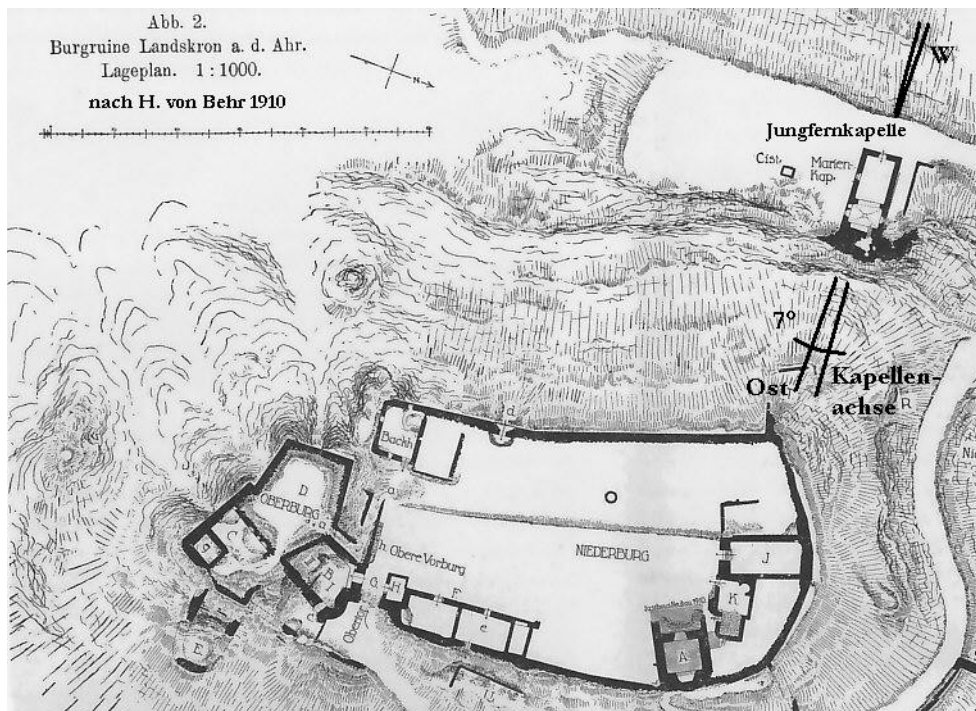 Abb. 2.
Burgruine Landskron a. d. Ahr.
Lageplan. 1 : 1000.
nach H. von Behr 1910
N
W
Jungfernkapelle
Cist.
Marien-
Kap.
7°
Ost
Kapellen-
achse
R
d
Backh.
a
D
OBERBURG
a
C
B
E
h. Obere Vorburg
NIEDERBURG
G
H
F
e
J
K
A